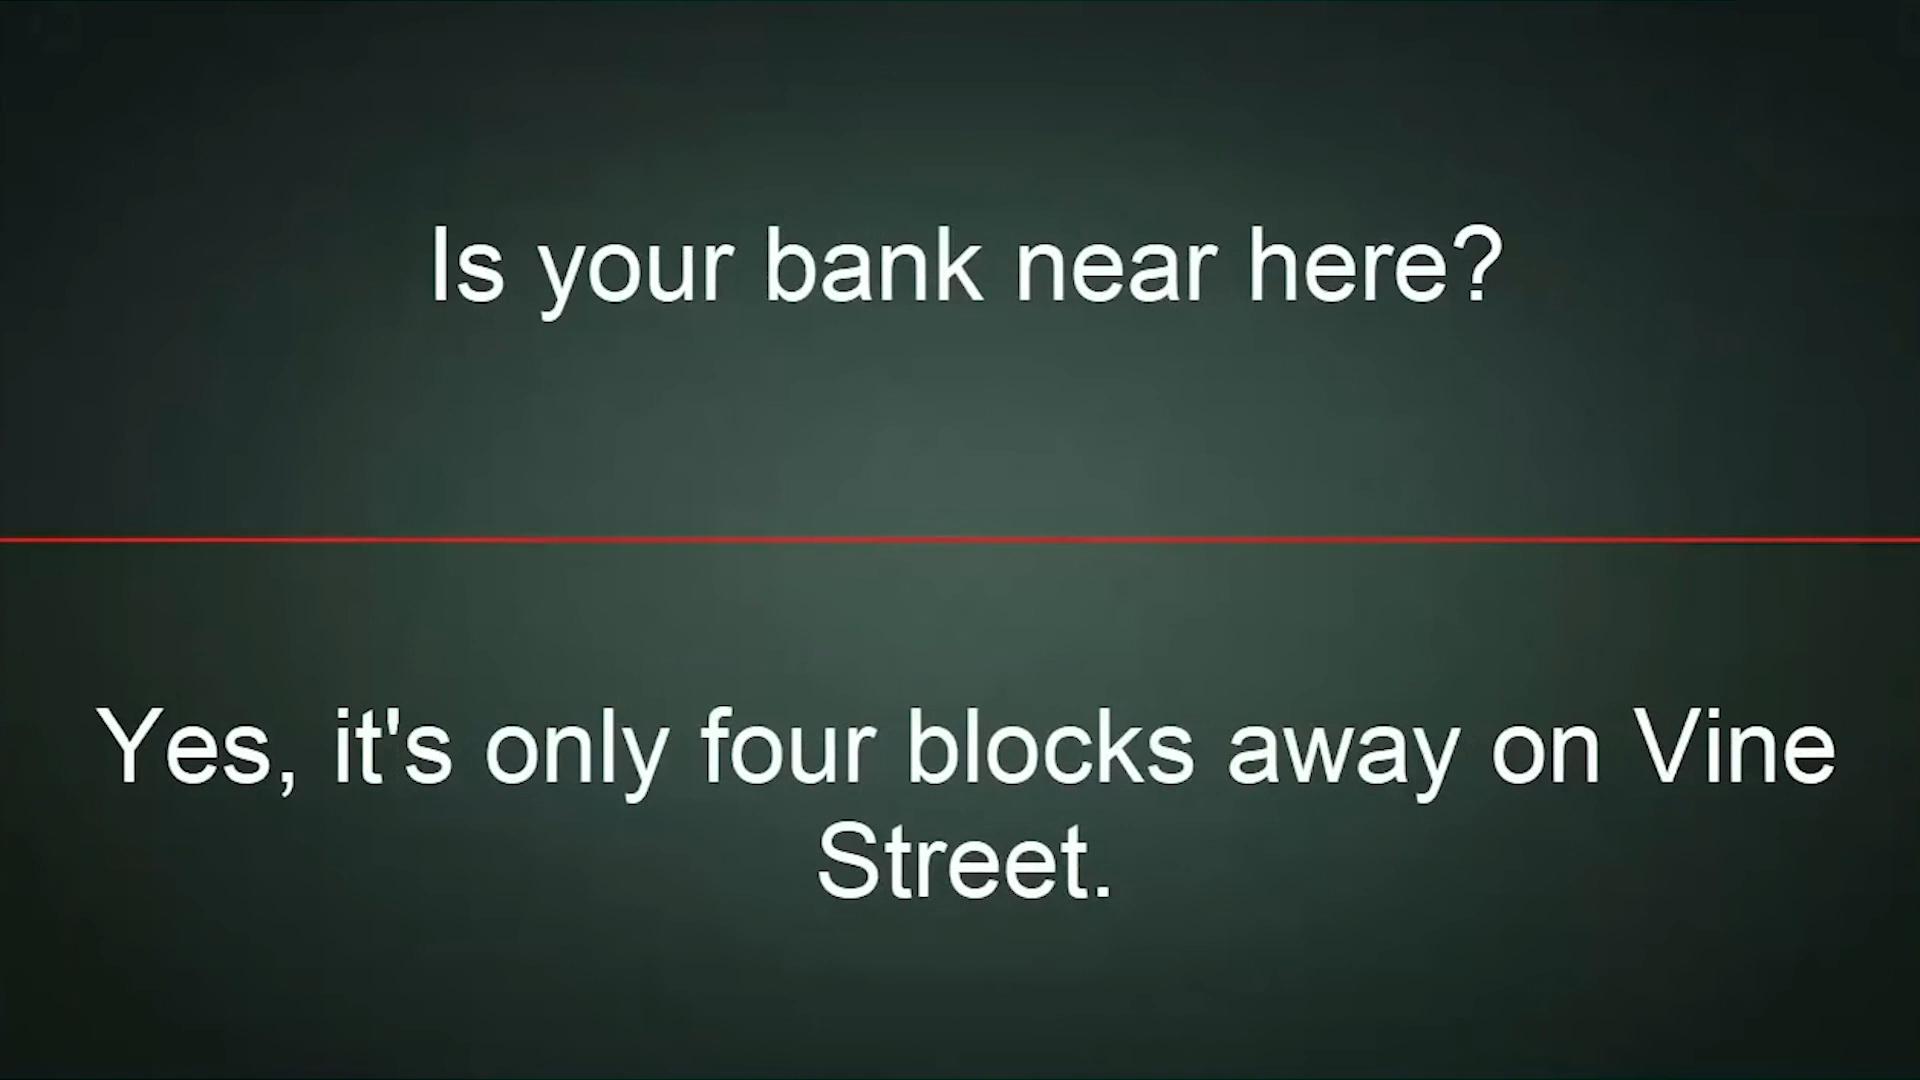 Is your bank near here?
Yes, it's only four blocks away on Vine
Street.